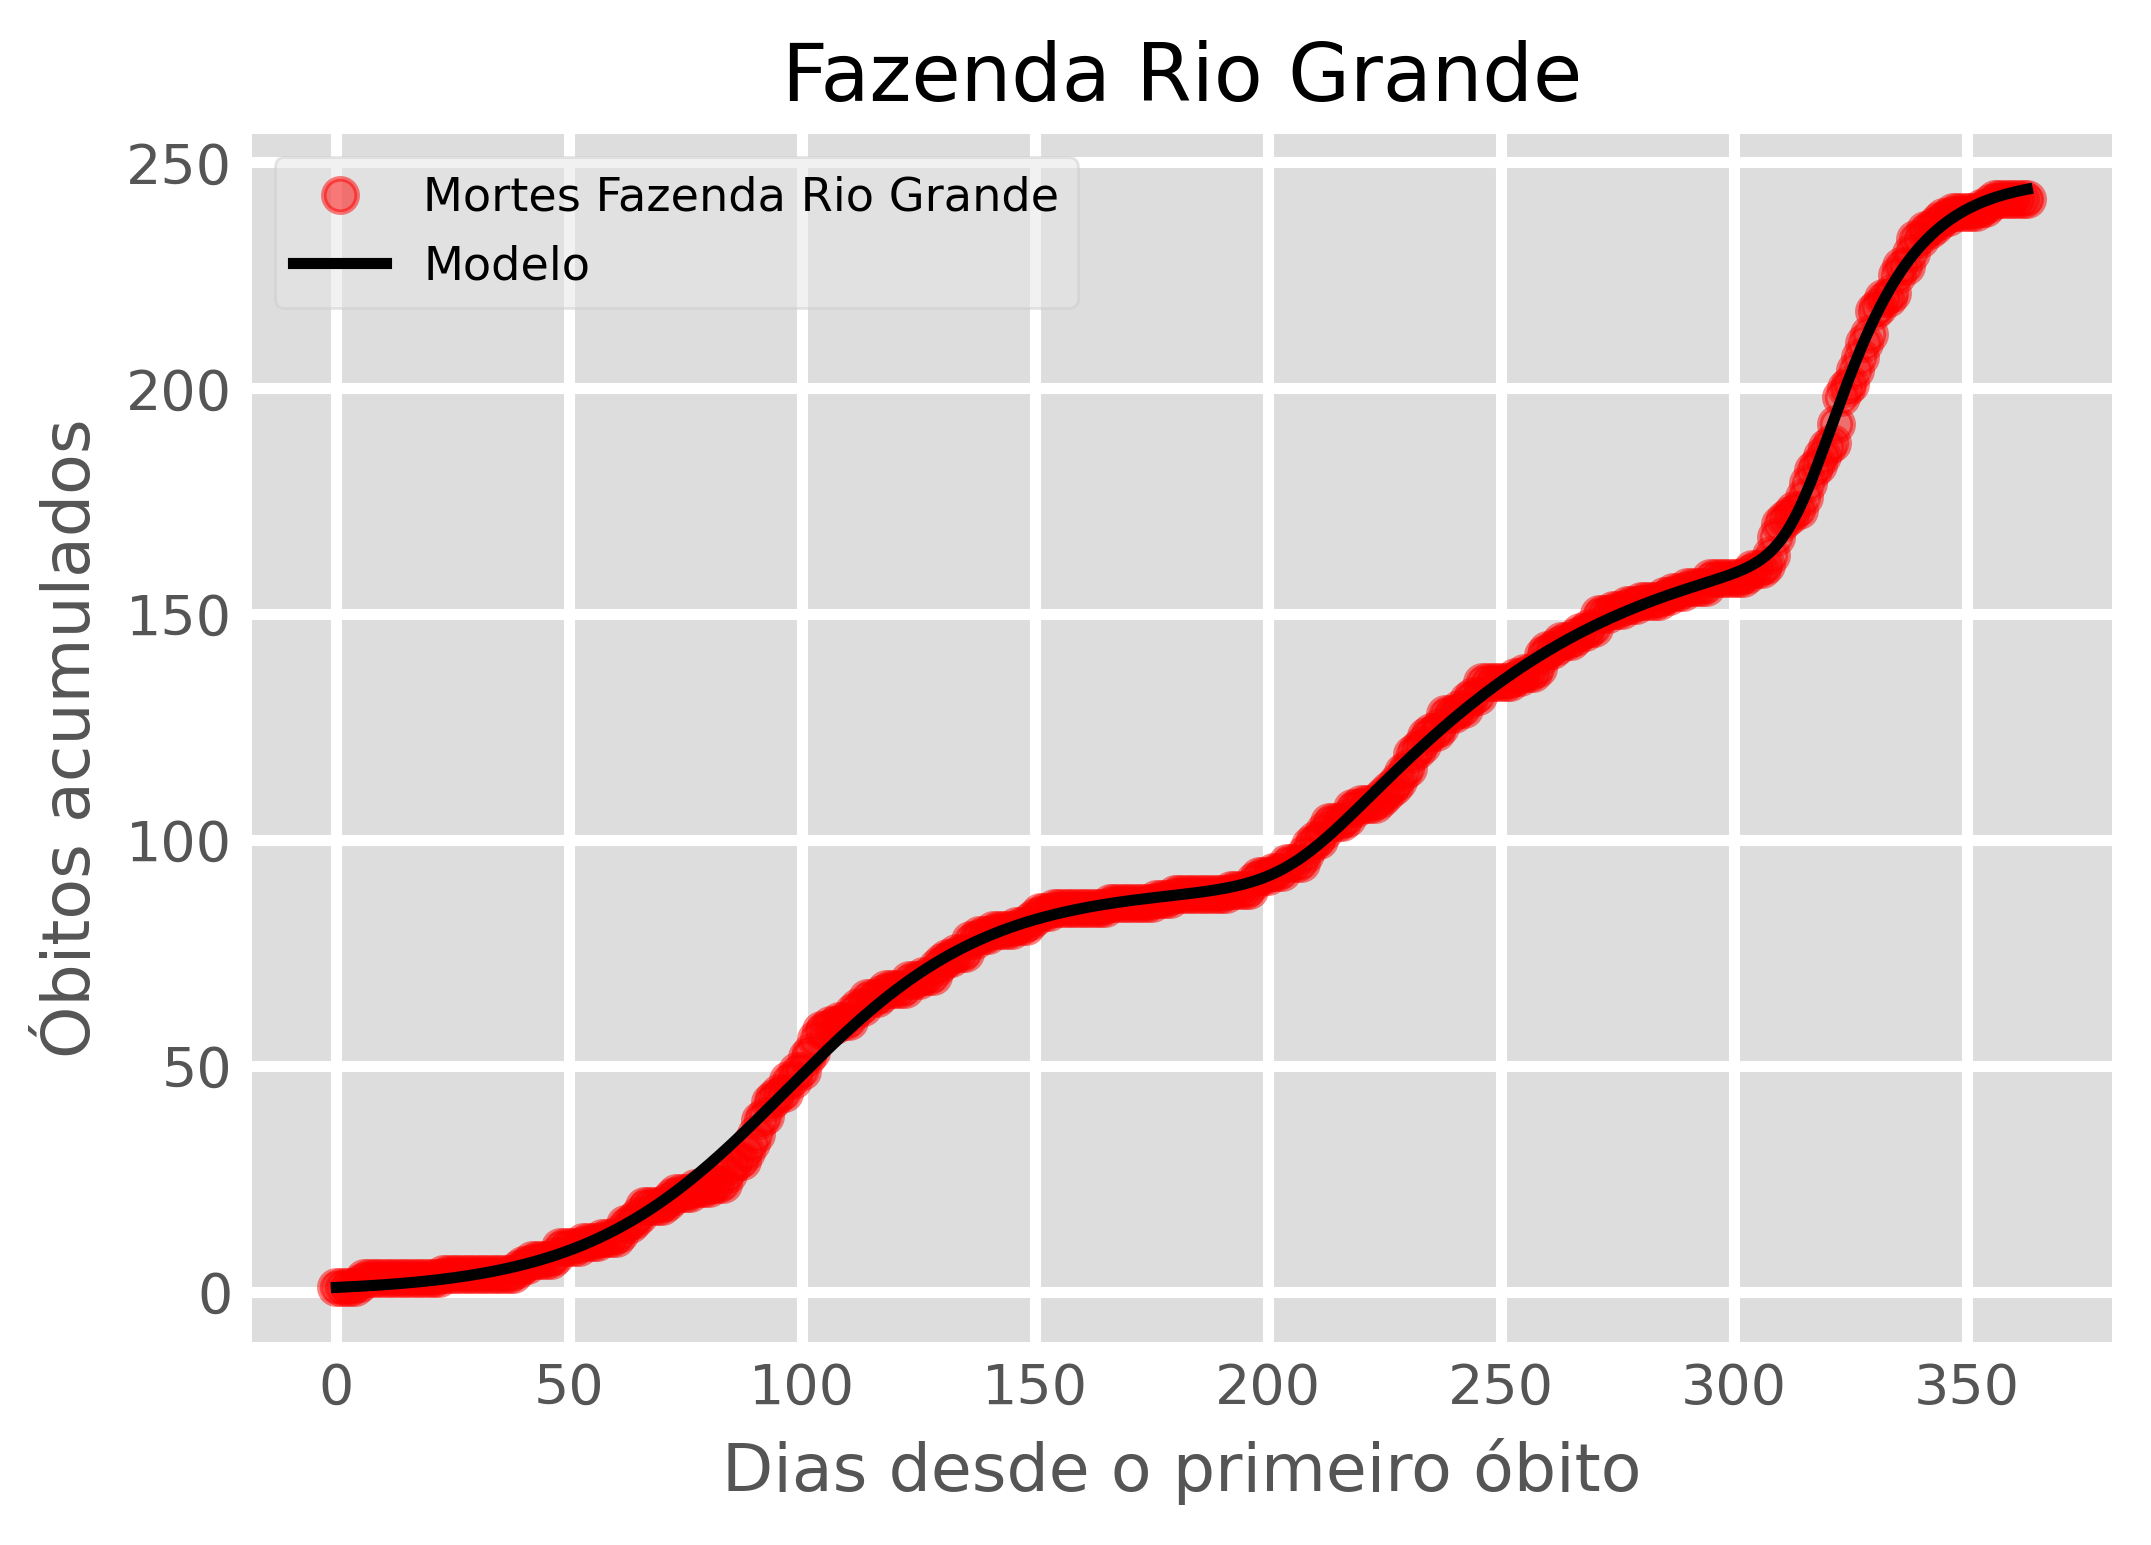 Fazenda Rio Grande
Mortes Fazenda Rio Grande
Modelo
Óbitos acumulados
250
200
150
100
50
0
0 50 100 150 200 250 300 350
Dias desde o primeiro óbito